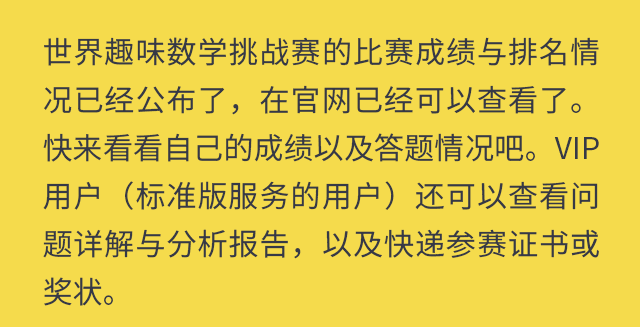 世界趣味数学挑战赛的比赛成绩与排名情
况已经公布了，在官网已经可以查看了。
快来看看自己的成绩以及答题情况吧。VIP
用户（标准版服务的用户）还可以查看问
题详解与分析报告，以及快递参赛证书或
奖状。